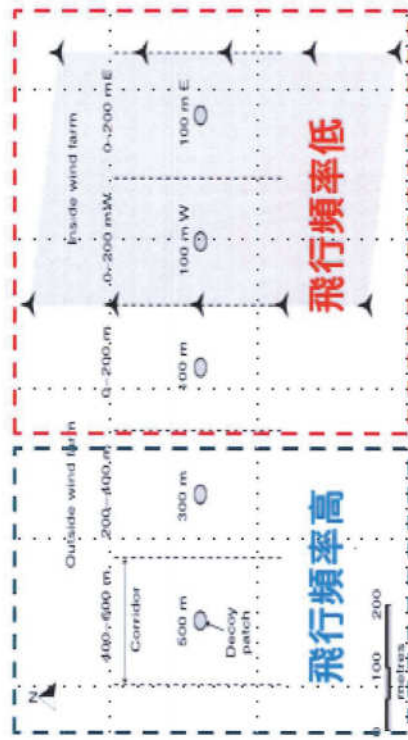 N
Outside wind farm
Inside wind farm
400-600 m
200-400 m
0-200 m
0-200 m W
0-200 m E
Corridor
500 m
300 m
100 m
100 m W
100 m E
Decoy
patch
飛行頻率高
飛行頻率低
0 100 200
metres